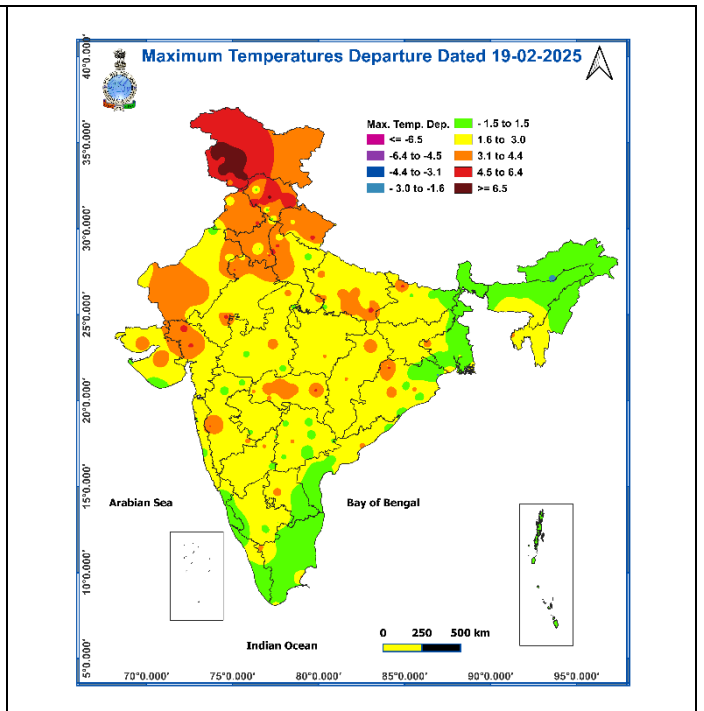 Maximum Temperatures Departure Dated 19-02-2025
Max. Temp. Dep.
<= -6.5
-6.4 to -4.5
-4.4 to -3.1
- 3.0 to -1.6
- 1.5 to 1.5
1.6 to 3.0
3.1 to 4.4
4.5 to 6.4
>= 6.5
40°0.000'
35°0.000'
30°0.000'
25°0.000'
20°0.000'
15°0.000'
10°0.000'
5°0.000'
Arabian Sea
Bay of Bengal
Indian Ocean
0 250 500 km
70°0.000' 75°0.000' 80°0.000' 85°0.000' 90°0.000' 95°0.000'